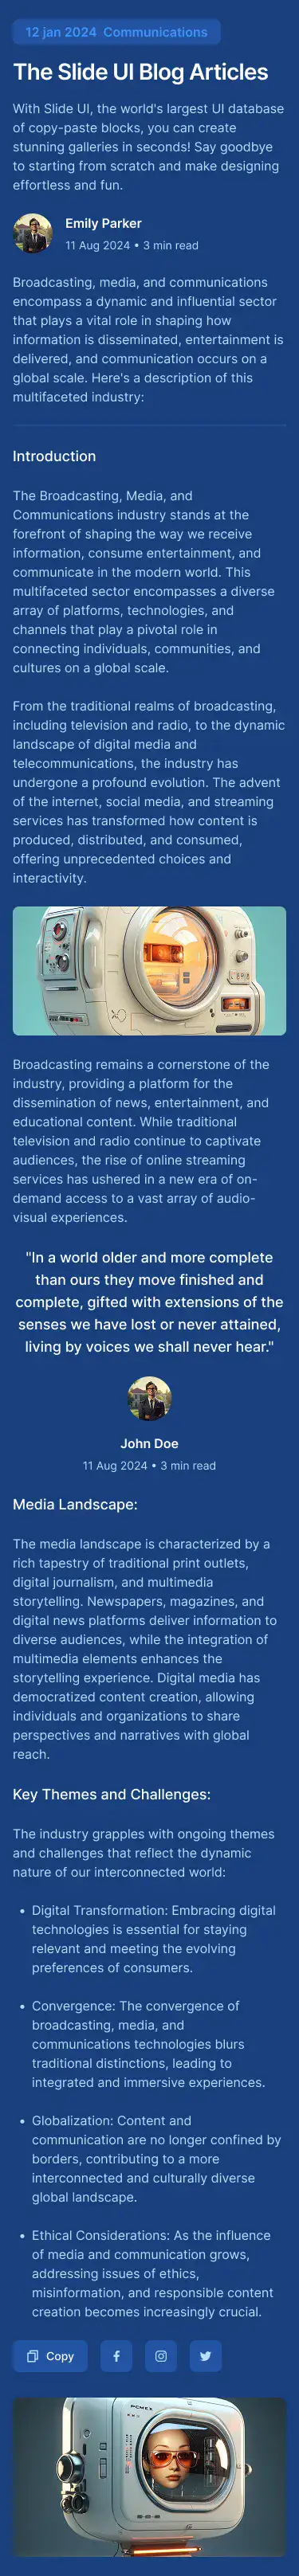 12 jan 2024 Communications
The Slide UI Blog Articles
With Slide UI, the world's largest UI database
of copy-paste blocks, you can create
stunning galleries in seconds! Say goodbye
to starting from scratch and make designing
effortless and fun.
Emily Parker
11 Aug 2024 • 3 min read
Broadcasting, media, and communications
encompass a dynamic and influential sector
that plays a vital role in shaping how
information is disseminated, entertainment is
delivered, and communication occurs on a
global scale. Here's a description of this
multifaceted industry:
Introduction
The Broadcasting, Media, and
Communications industry stands at the
forefront of shaping the way we receive
information, consume entertainment, and
communicate in the modern world. This
multifaceted sector encompasses a diverse
array of platforms, technologies, and
channels that play a pivotal role in
connecting individuals, communities, and
cultures on a global scale.
From the traditional realms of broadcasting,
including television and radio, to the dynamic
landscape of digital media and
telecommunications, the industry has
undergone a profound evolution. The advent
of the internet, social media, and streaming
services has transformed how content is
produced, distributed, and consumed,
offering unprecedented choices and
interactivity.
Broadcasting remains a cornerstone of the
industry, providing a platform for the
dissemination of news, entertainment, and
educational content. While traditional
television and radio continue to captivate
audiences, the rise of online streaming
services has ushered in a new era of on-
demand access to a vast array of audio-
visual experiences.
"In a world older and more complete
than ours they move finished and
complete, gifted with extensions of the
senses we have lost or never attained,
living by voices we shall never hear."
John Doe
11 Aug 2024 • 3 min read
Media Landscape:
The media landscape is characterized by a
rich tapestry of traditional print outlets,
digital journalism, and multimedia
storytelling. Newspapers, magazines, and
digital news platforms deliver information to
diverse audiences, while the integration of
multimedia elements enhances the
storytelling experience. Digital media has
democratized content creation, allowing
individuals and organizations to share
perspectives and narratives with global
reach.
Key Themes and Challenges:
The industry grapples with ongoing themes
and challenges that reflect the dynamic
nature of our interconnected world:
• Digital Transformation: Embracing digital
technologies is essential for staying
relevant and meeting the evolving
preferences of consumers.
• Convergence: The convergence of
broadcasting, media, and
communications technologies blurs
traditional distinctions, leading to
integrated and immersive experiences.
• Globalization: Content and
communication are no longer confined by
borders, contributing to a more
interconnected and culturally diverse
global landscape.
• Ethical Considerations: As the influence
of media and communication grows,
addressing issues of ethics,
misinformation, and responsible content
creation becomes increasingly crucial.
Copy